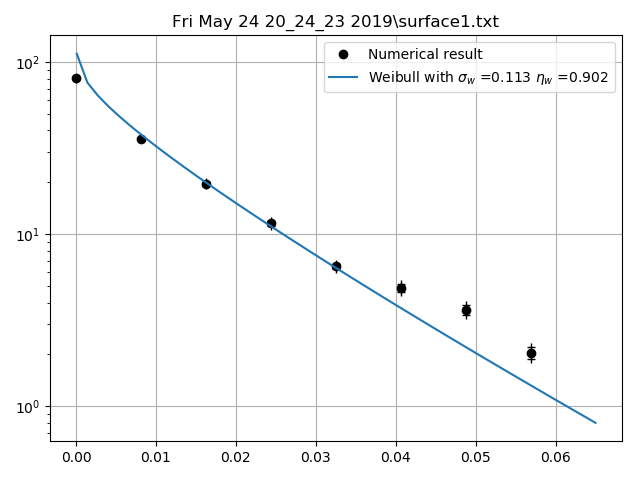 Fri May 24 20_24_23 2019\surface1.txt
Numerical result
Weibull with σw =0.113 ηw =0.902
10²
10¹
10⁰
0.00 0.01 0.02 0.03 0.04 0.05 0.06